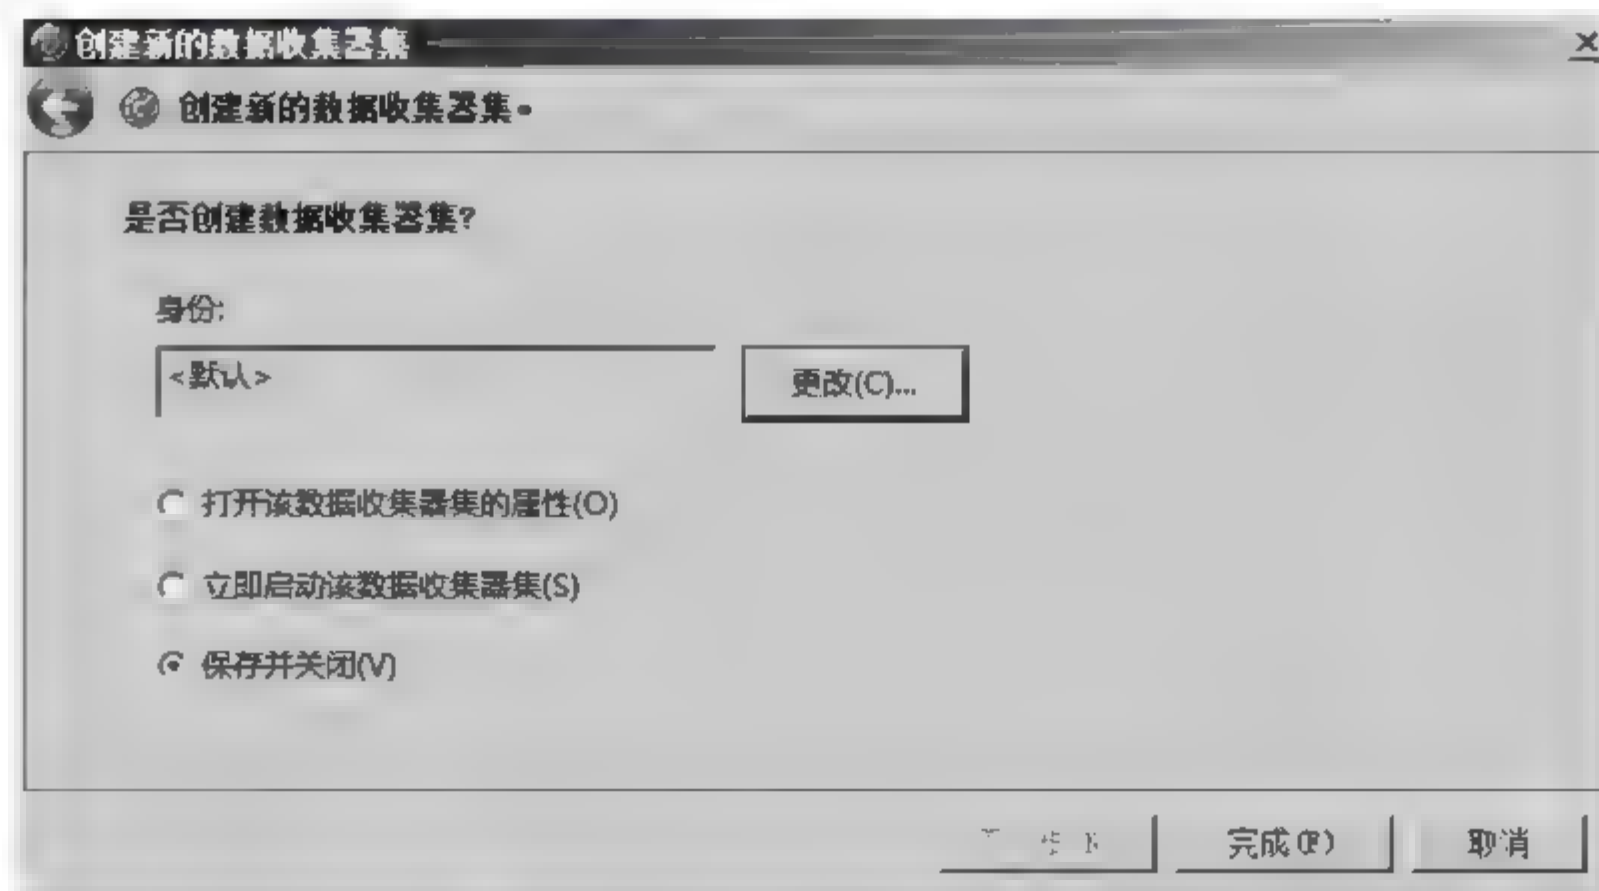 创建新的数据收集器集
创建新的数据收集器集。
是否创建数据收集器集?
身份:
<默认>
更改(C)...
打开该数据收集器集的属性(O)
立即启动该数据收集器集(S)
保存并关闭(V)
完成(F) 取消